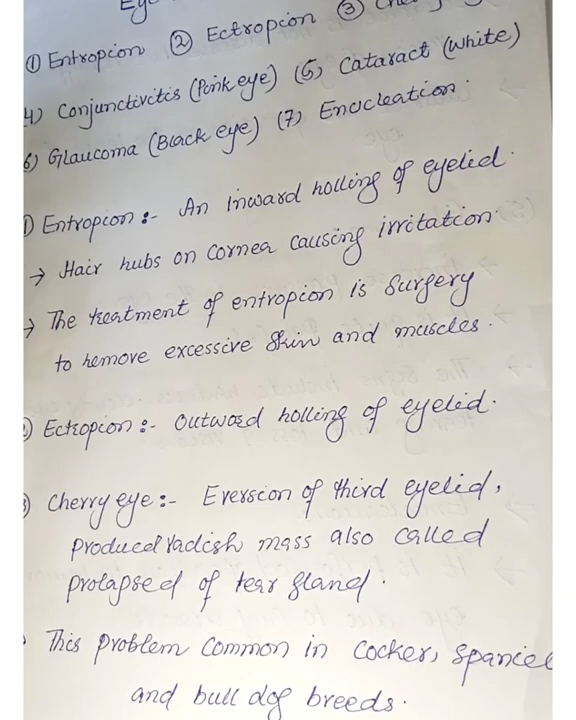 Eye
① Entropion ② Ectropion ③ Cherry
4) Conjunctivitis (Pink eye) (5) Cataract (White)
6) Glaucoma (Black eye) (7) Enucleation.
1) Entropion :- An inward rolling of eyelid.
→ Hair rubs on cornea causing irritation.
→ The treatment of entropion is Surgery
to remove excessive Skin and muscles.
2) Ectropion :- Outward rolling of eyelid.
3) Cherry eye :- Eversion of third eyelid,
produced radish mass also called
prolapsed of tear gland.
This problem common in cocker, spaniel
and bull dog breeds.